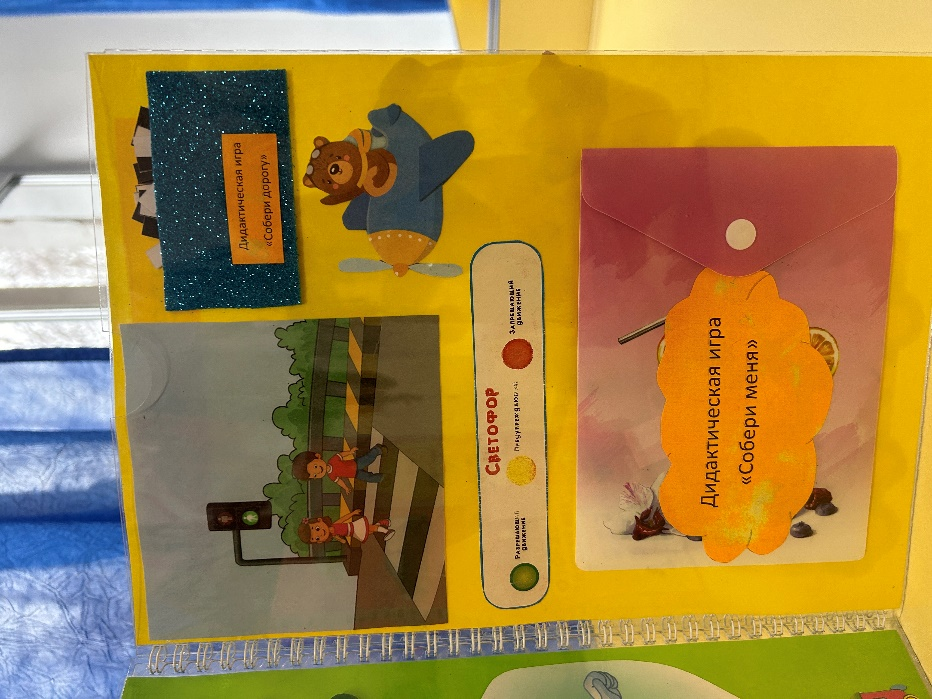 Дидактическая игра
«Собери дорогу»
Светофор
Разрешающий
движение
Запрещающий
движение
Дидактическая игра
«Собери меня»